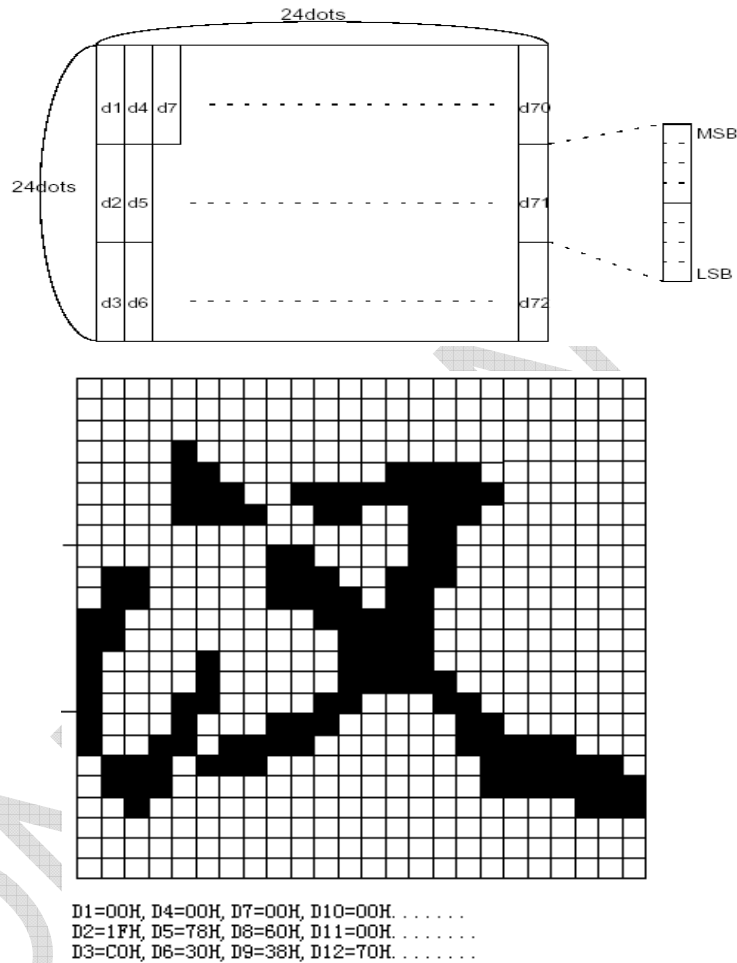 24dots
d1 d4 d7 d70
MSB
24dots
d2 d5 d71
LSB
d3 d6 d72
汉
D1=00H, D4=00H, D7=00H, D10=00H.......
D2=1FH, D5=78H, D8=60H, D11=00H........
D3=C0H, D6=30H, D9=38H, D12=70H........